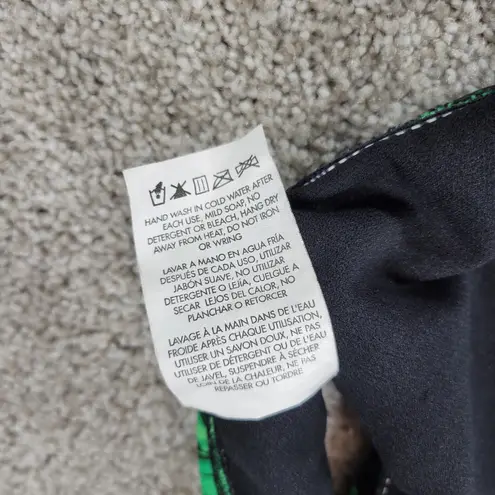 HAND WASH IN COLD WATER AFTER
EACH USE, MILD SOAP, NO
DETERGENT OR BLEACH, HANG DRY
AWAY FROM HEAT, DO NOT IRON
OR WRING
LAVAR A MANO EN AGUA FRÍA
DESPUÉS DE CADA USO, UTILIZAR
JABÓN SUAVE, NO UTILIZAR
DETERGENTE O LEJÍA, CUELGUE A
SECAR LEJOS DEL CALOR, NO
PLANCHAR O RETORCER
LAVAGE À LA MAIN DANS DE L'EAU
FROIDE APRÈS CHAQUE UTILISATION,
UTILISER UN SAVON DOUX, NE PAS
UTILISER DE DÉTERGENT OU DE L'EAU
DE JAVEL, SUSPENDRE À SÉCHER
LOIN DE LA CHALEUR, NE PAS
REPASSER OU TORDRE